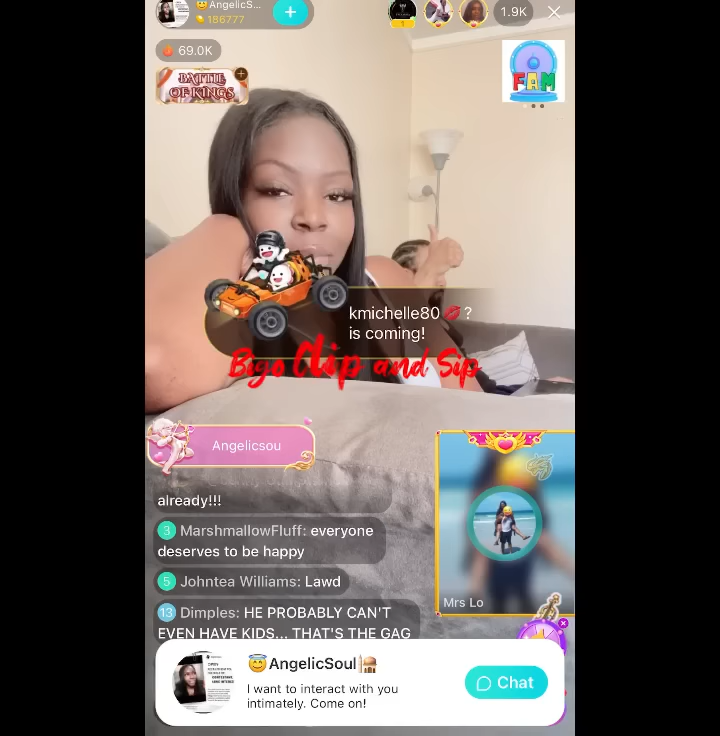 😇AngelicS...
186777
1
1.9K
69.0K
BATTLE
OF KINGS
FAM
kmichelle80 💋 ?
is coming!
Bigo Clip and Sip
Angelicsou
already!!!
3 MarshmallowFluff: everyone
deserves to be happy
5 Johntea Williams: Lawd
Mrs Lo
13 Dimples: HE PROBABLY CAN'T
EVEN HAVE KIDS... THAT'S THE GAG
😇AngelicSoul🕌
I want to interact with you
intimately. Come on!
Chat